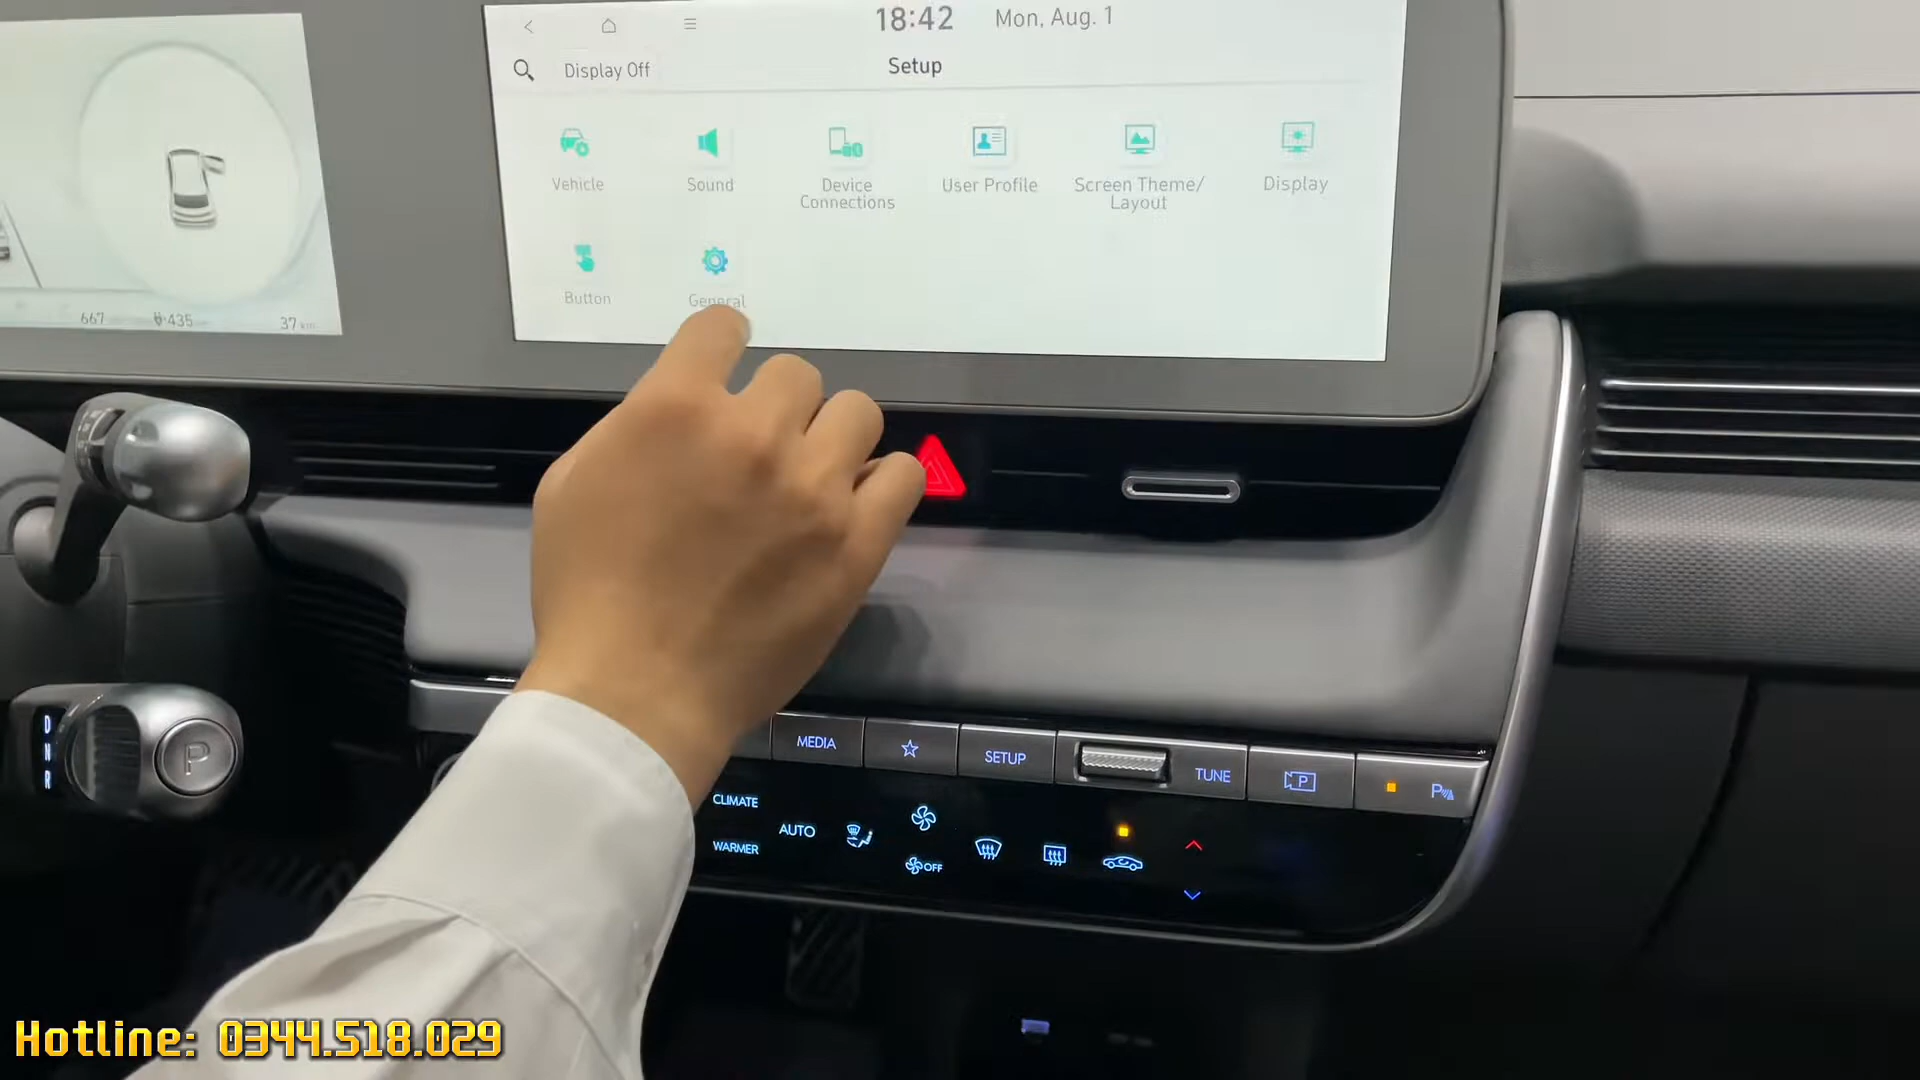 18:42 Mon, Aug. 1
Display Off
Setup
Vehicle
Sound
Device
Connections
User Profile
Screen Theme/
Layout
Display
Button
General
667
435
37 km
D
N
R
P
MEDIA
SETUP
TUNE
P
P
CLIMATE
WARMER
AUTO
OFF
Hotline: 0344.518.029